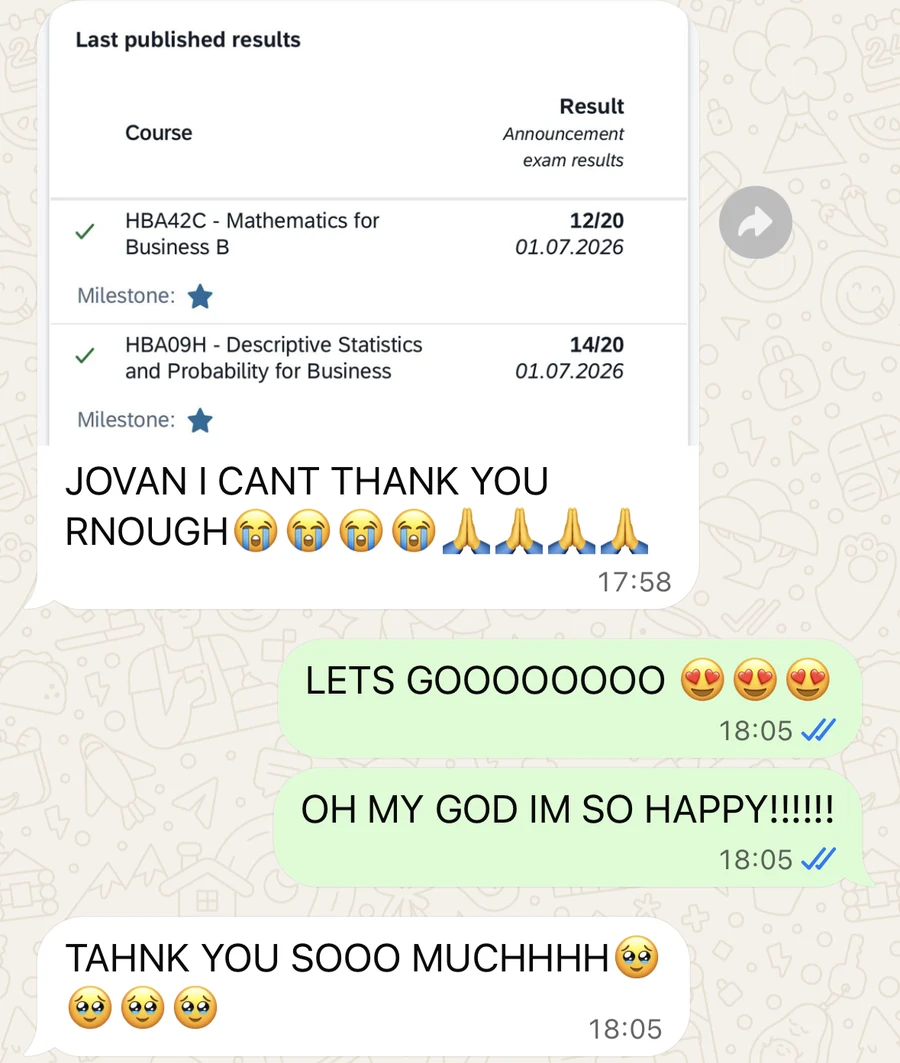 Last published results
Result
Course
Announcement
exam results
HBA42C - Mathematics for
Business B
12/20
01.07.2026
Milestone:
HBA09H - Descriptive Statistics
and Probability for Business
14/20
01.07.2026
Milestone:
JOVAN I CANT THANK YOU
RNOUGH😭😭😭😭🙏🙏🙏🙏
17:58
LETS GOOOOOOOO 😍😍😍
18:05
OH MY GOD IM SO HAPPY!!!!!!
18:05
TAHNK YOU SOOO MUCHHHH🥹
🥹🥹🥹
18:05